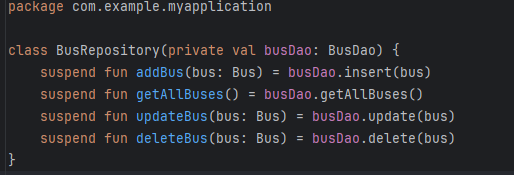 package com.example.myapplication
class BusRepository(private val busDao: BusDao) {
    suspend fun addBus(bus: Bus) = busDao.insert(bus)
    suspend fun getAllBuses() = busDao.getAllBuses()
    suspend fun updateBus(bus: Bus) = busDao.update(bus)
    suspend fun deleteBus(bus: Bus) = busDao.delete(bus)
}